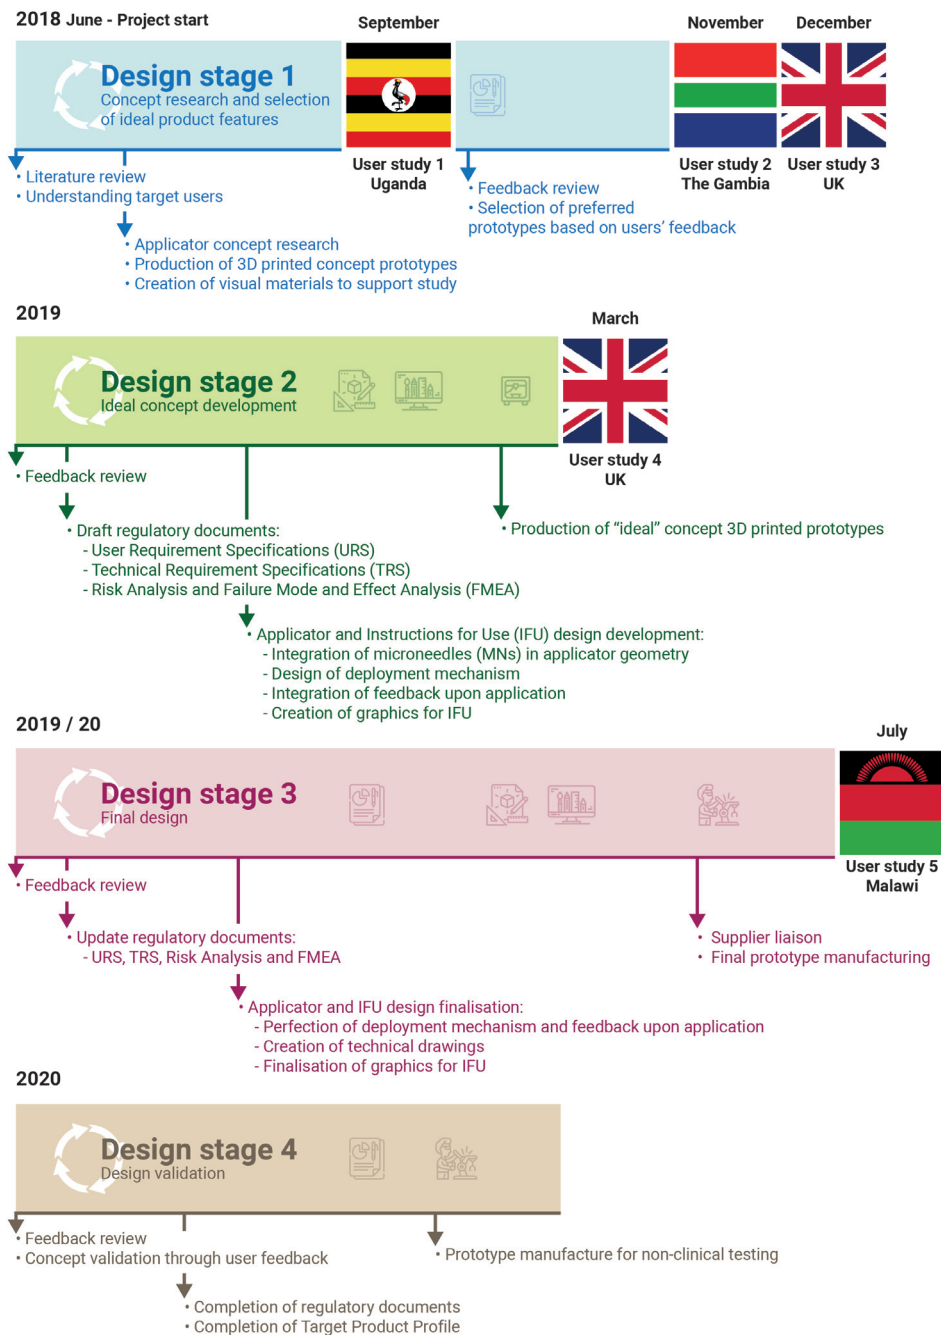 2018 June - Project start
September
November
December
Design stage 1
Concept research and selection
of ideal product features
User study 1
Uganda
User study 2
The Gambia
User study 3
UK
• Literature review
• Understanding target users
• Feedback review
• Selection of preferred
prototypes based on users’ feedback
• Applicator concept research
• Production of 3D printed concept prototypes
• Creation of visual materials to support study
2019
March
Design stage 2
Ideal concept development
User study 4
UK
• Feedback review
• Draft regulatory documents:
- User Requirement Specifications (URS)
- Technical Requirement Specifications (TRS)
- Risk Analysis and Failure Mode and Effect Analysis (FMEA)
• Production of “ideal” concept 3D printed prototypes
• Applicator and Instructions for Use (IFU) design development:
- Integration of microneedles (MNs) in applicator geometry
- Design of deployment mechanism
- Integration of feedback upon application
- Creation of graphics for IFU
2019 / 20
July
Design stage 3
Final design
User study 5
Malawi
• Feedback review
• Update regulatory documents:
- URS, TRS, Risk Analysis and FMEA
• Supplier liaison
• Final prototype manufacturing
• Applicator and IFU design finalisation:
- Perfection of deployment mechanism and feedback upon application
- Creation of technical drawings
- Finalisation of graphics for IFU
2020
Design stage 4
Design validation
• Feedback review
• Concept validation through user feedback
• Prototype manufacture for non-clinical testing
• Completion of regulatory documents
• Completion of Target Product Profile